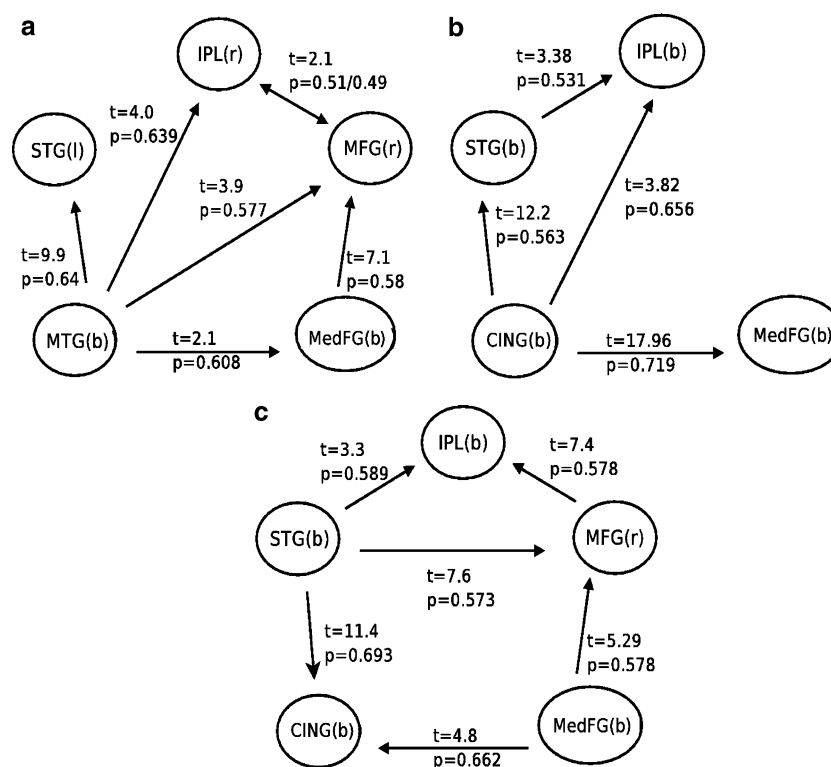 a
IPL(r)
t=2.1
p=0.51/0.49
t=4.0
p=0.639
STG(l)
MFG(r)
t=3.9
p=0.577
t=9.9
p=0.64
t=7.1
p=0.58
MTG(b)
t=2.1
p=0.608
MedFG(b)
b
t=3.38
p=0.531
IPL(b)
STG(b)
t=3.82
p=0.656
t=12.2
p=0.563
CING(b)
t=17.96
p=0.719
MedFG(b)
c
IPL(b)
t=3.3
p=0.589
t=7.4
p=0.578
STG(b)
MFG(r)
t=7.6
p=0.573
t=11.4
p=0.693
t=5.29
p=0.578
CING(b)
t=4.8
p=0.662
MedFG(b)